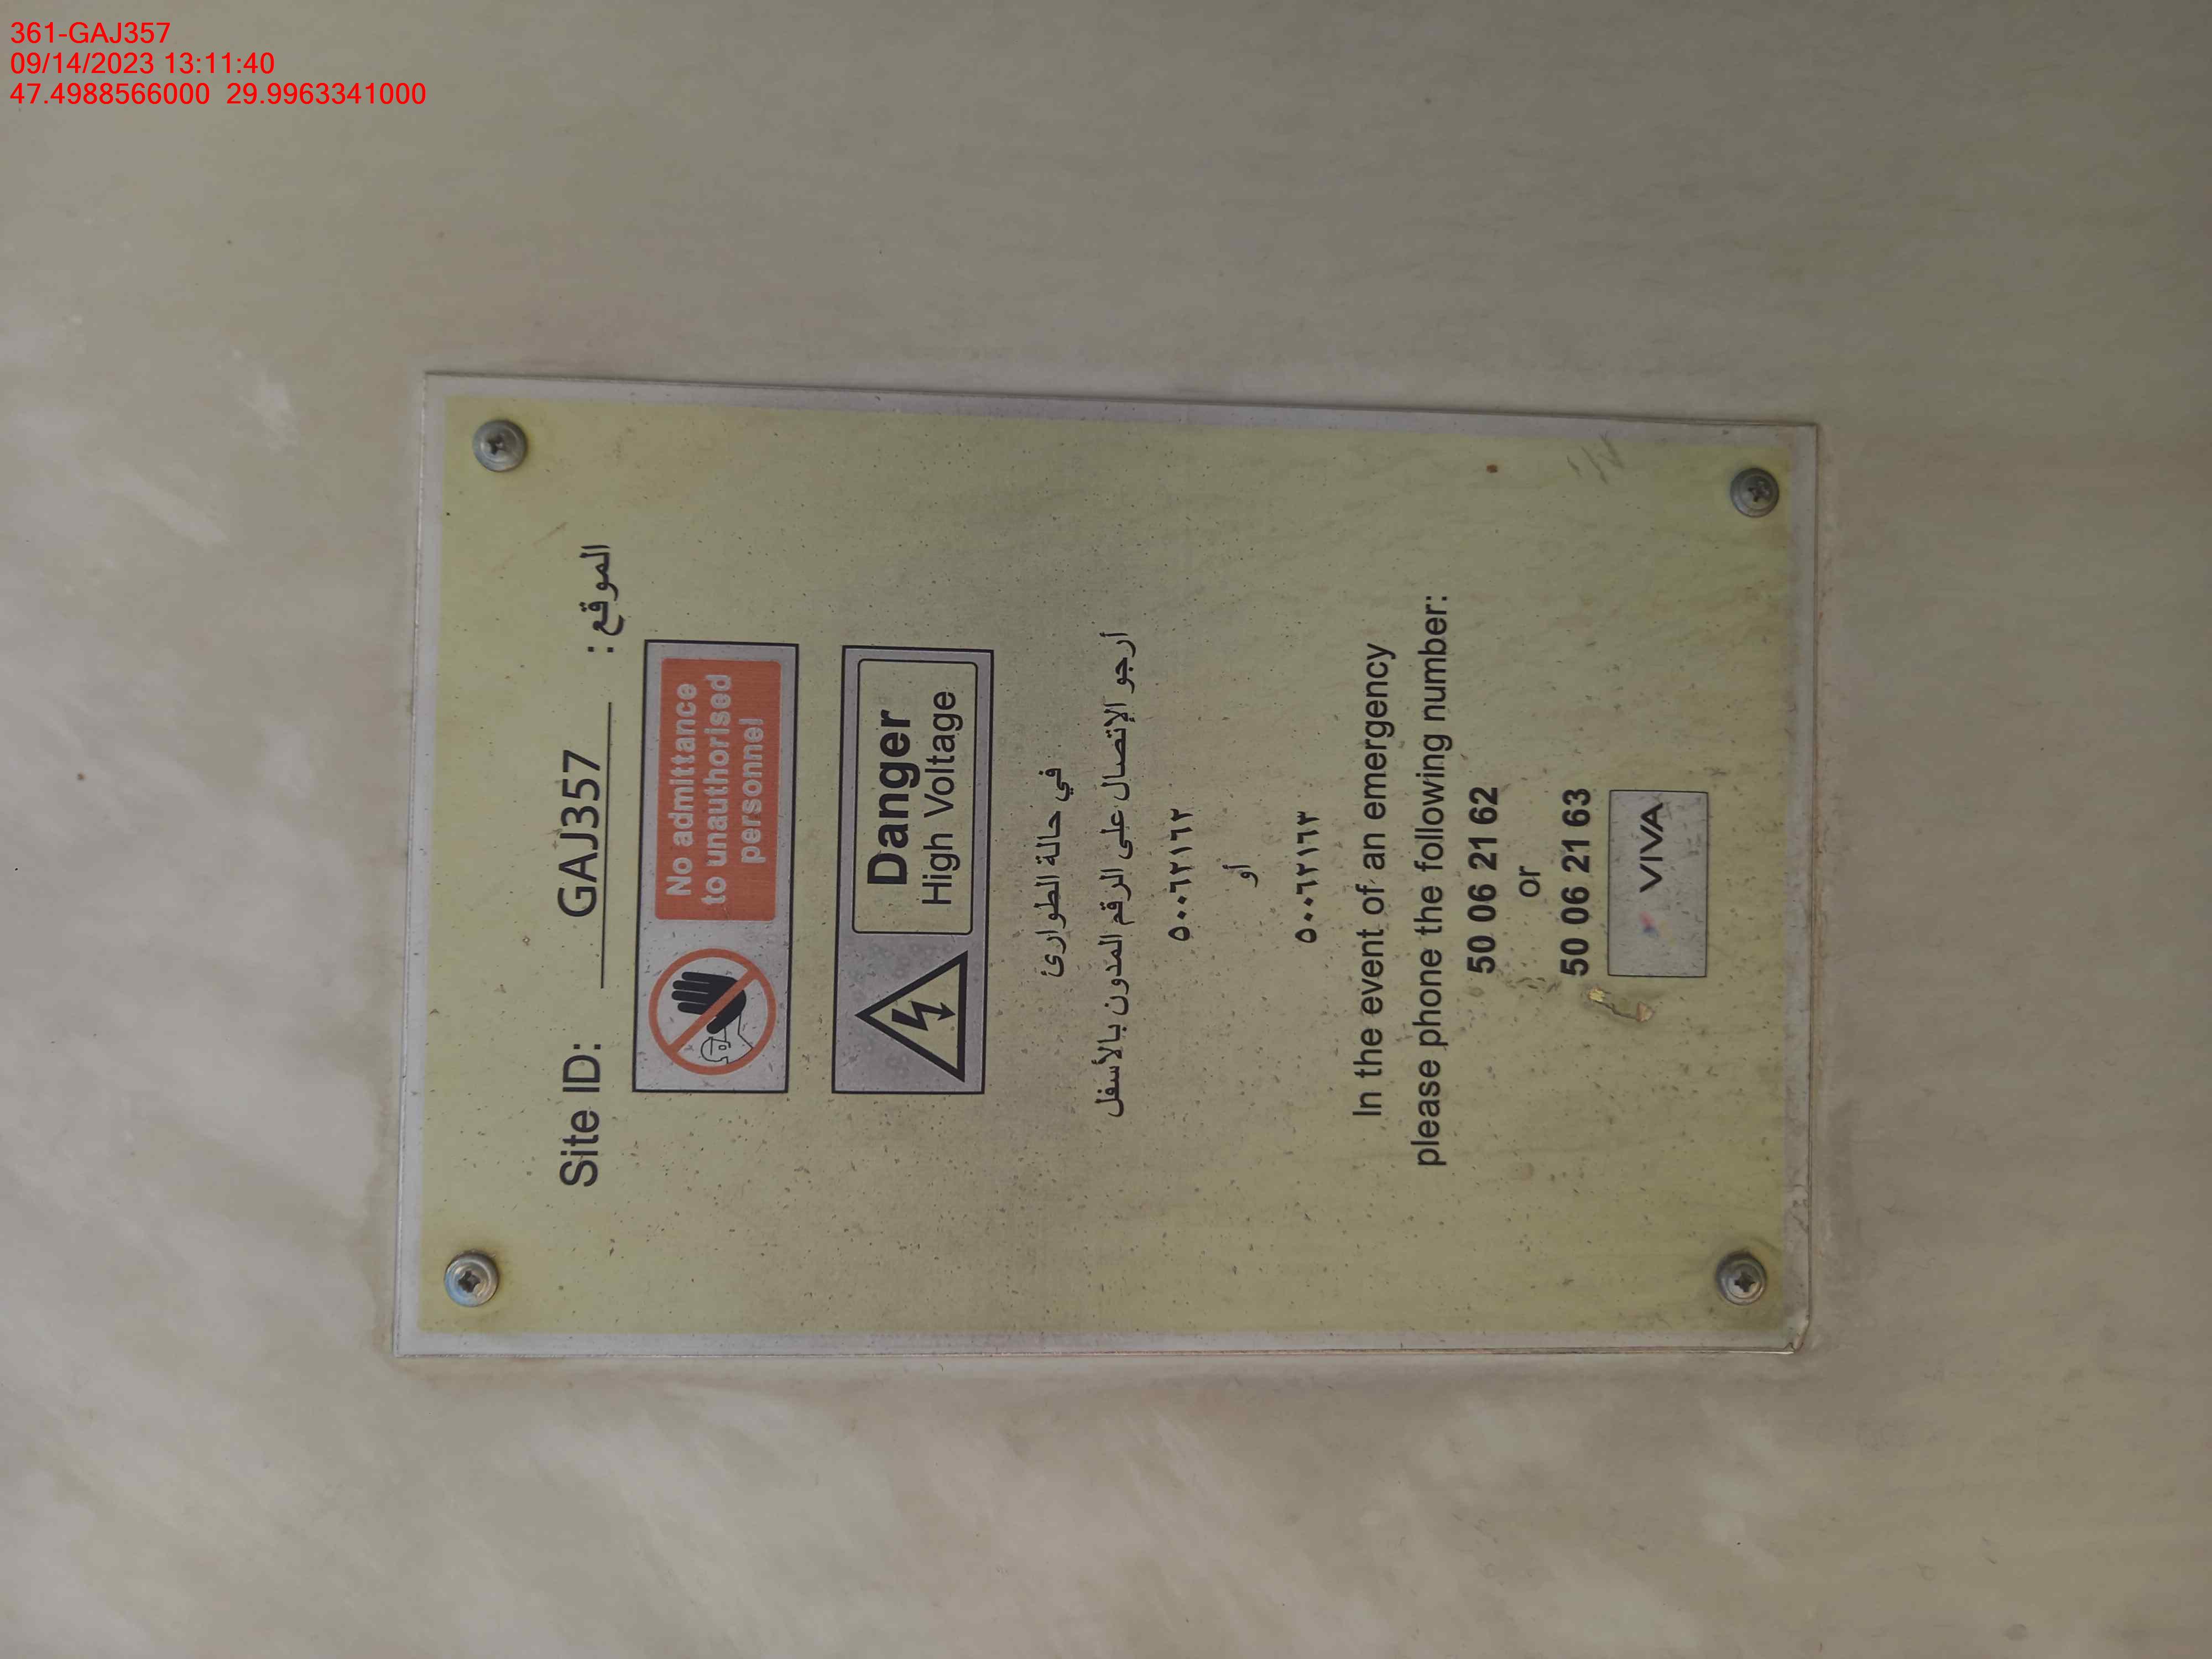 361-GAJ357
09/14/2023 13:11:40
47.4988566000 29.9963341000
Site ID: GAJ357 : الموقع
No admittance
to unauthorised
personnel
Danger
High Voltage
في حالة الطوارئ
أرجو الإتصال على الرقم المدون بالأسفل
٥٠٠٦٢١٦٢
أو
٥٠٠٦٢١٦٣
In the event of an emergency
please phone the following number:
50 06 21 62
or
50 06 21 63
VIVA